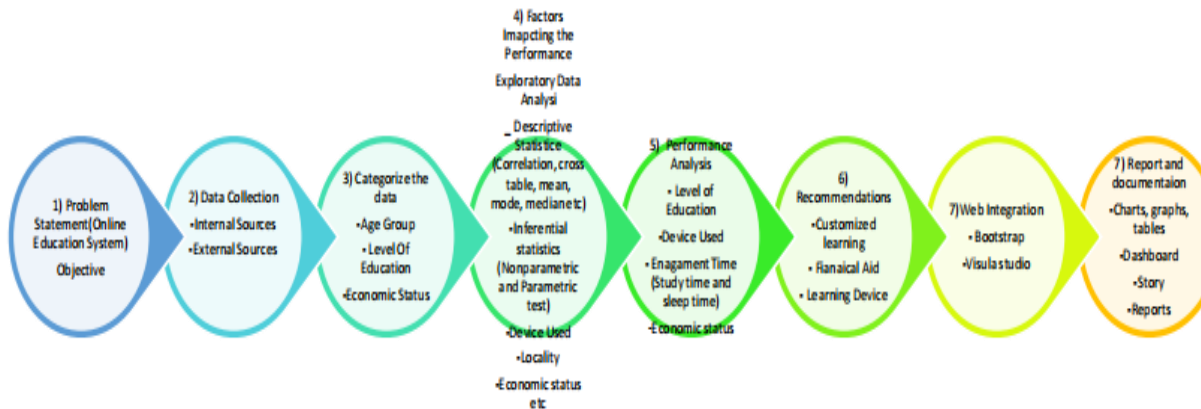 1) Problem
Statement(Online
Education System)
Objective
2) Data Collection
▪Internal Sources
▪External Sources
3) Categorize the
data
▪ Age Group
▪ Level Of
Education
▪Economic Status
4) Factors
Imapcting the
Performance
Exploratory Data
Analysi
_ Descriptive
Statistice
(Correlation, cross
table, mean,
mode, median etc)
▪ Inferential
statistics
(Nonparametric
and Parametric
test)
▪Device Used
▪ Locality
▪Economic status
etc
5) Performance
Analysis
▪ Level of
Education
▪Device Used
▪ Enagament Time
(Study time and
sleep time)
▪Economic status
6)
Recommendations
▪Customized
learning
▪ Fianaical Aid
▪ Learning Device
7)Web Integration
▪ Bootstrap
▪Visula studio
7) Report and
documentaion
▪Charts, graphs,
tables
▪Dashboard
▪Story
▪Reports